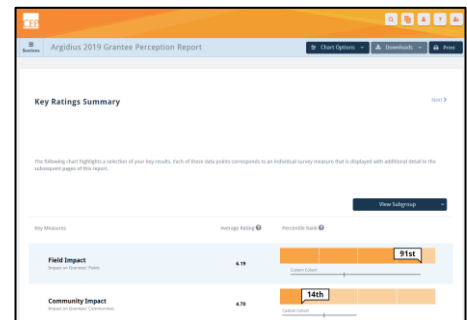 CEP
Sections
Argidius 2019 Grantee Perception Report
Chart Options
Downloads
Print
Key Ratings Summary
Next
The following chart highlights a selection of your key results. Each of these data points corresponds to an individual survey measure that is displayed with additional detail in the
subsequent pages of this report.
View Subgroup
Key Measures Average Rating Percentile Rank
Field Impact
Impact on Grantees' Fields
6.19
91st
Custom Cohort
Community Impact
Impact on Grantees' Communities
4.70
14th
Custom Cohort